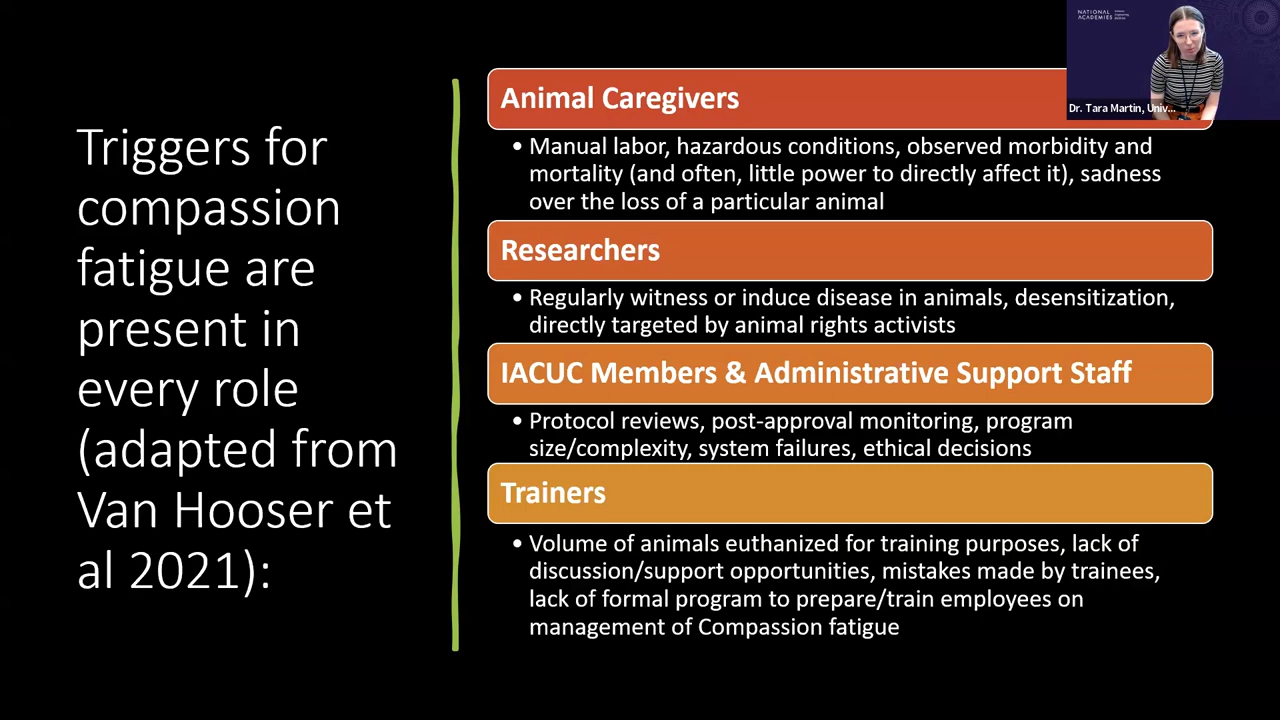 Triggers for
compassion
fatigue are
present in
every role
(adapted from
Van Hooser et
al 2021):
Animal Caregivers
• Manual labor, hazardous conditions, observed morbidity and
mortality (and often, little power to directly affect it), sadness
over the loss of a particular animal
Researchers
• Regularly witness or induce disease in animals, desensitization,
directly targeted by animal rights activists
IACUC Members & Administrative Support Staff
• Protocol reviews, post-approval monitoring, program
size/complexity, system failures, ethical decisions
Trainers
• Volume of animals euthanized for training purposes, lack of
discussion/support opportunities, mistakes made by trainees,
lack of formal program to prepare/train employees on
management of Compassion fatigue
NATIONAL
ACADEMIES
Dr. Tara Martin, Univ...